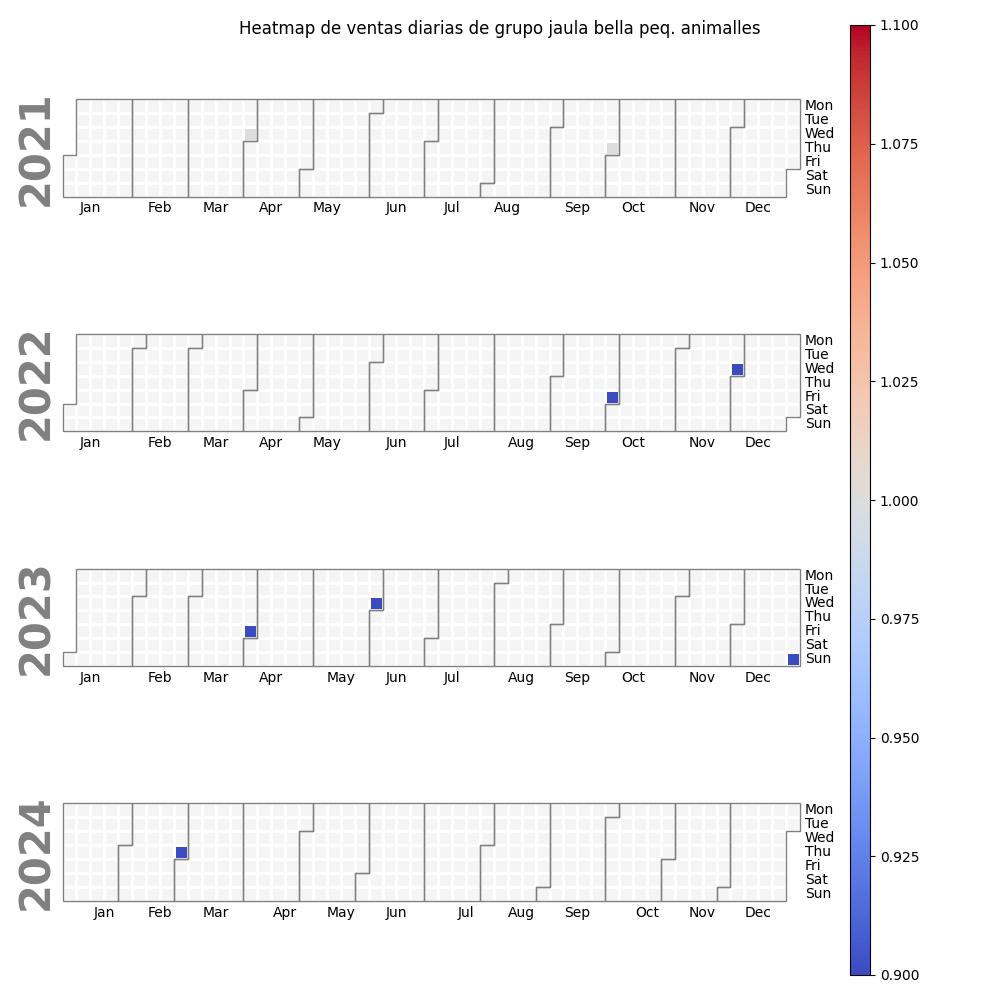 Heatmap de ventas diarias de grupo jaula bella peq. animalles
2021
Mon
Tue
Wed
Thu
Fri
Sat
Sun
Jan Feb Mar Apr May Jun Jul Aug Sep Oct Nov Dec
2022
Mon
Tue
Wed
Thu
Fri
Sat
Sun
Jan Feb Mar Apr May Jun Jul Aug Sep Oct Nov Dec
2023
Mon
Tue
Wed
Thu
Fri
Sat
Sun
Jan Feb Mar Apr May Jun Jul Aug Sep Oct Nov Dec
2024
Mon
Tue
Wed
Thu
Fri
Sat
Sun
Jan Feb Mar Apr May Jun Jul Aug Sep Oct Nov Dec
1.100
1.075
1.050
1.025
1.000
0.975
0.950
0.925
0.900